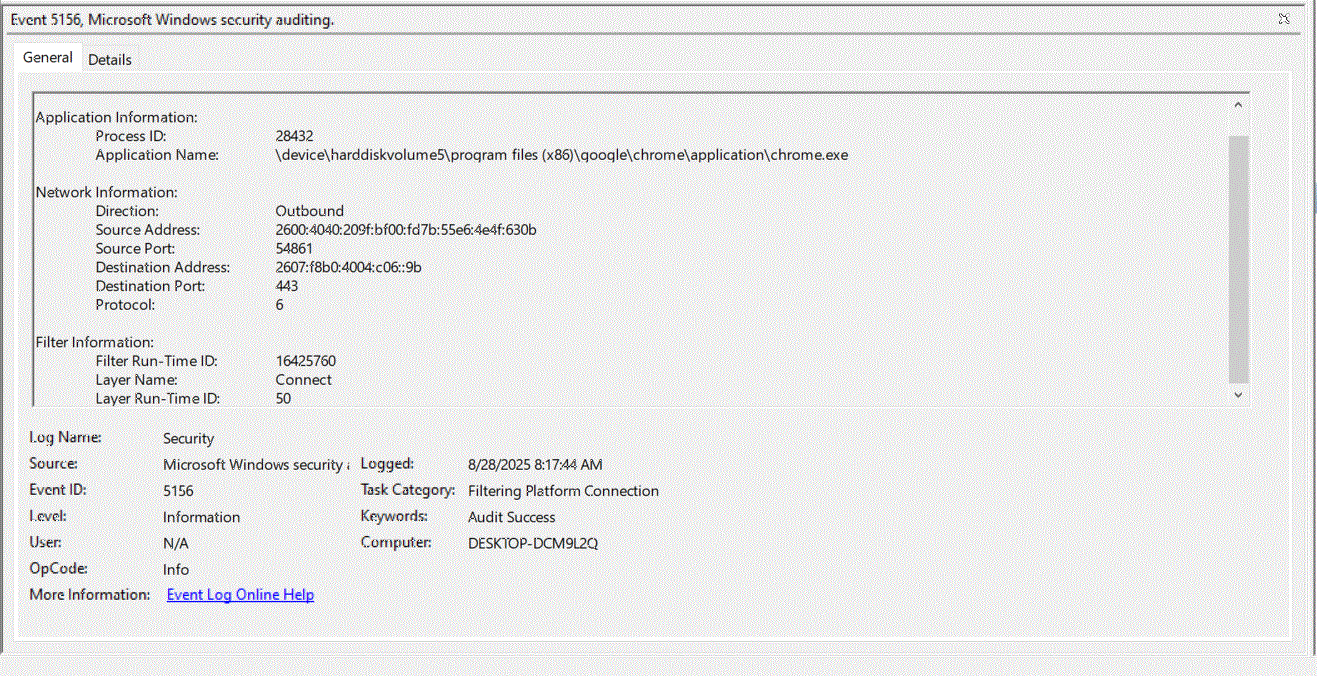 Event 5156, Microsoft Windows security auditing.
General Details
Application Information:
Process ID: 28432
Application Name: \device\harddiskvolume5\program files (x86)\google\chrome\application\chrome.exe
Network Information:
Direction: Outbound
Source Address: 2600:4040:209f:bf00:fd7b:55e6:4e4f:630b
Source Port: 54861
Destination Address: 2607:f8b0:4004:c06::9b
Destination Port: 443
Protocol: 6
Filter Information:
Filter Run-Time ID: 16425760
Layer Name: Connect
Layer Run-Time ID: 50
Log Name: Security
Source: Microsoft Windows security Logged: 8/28/2025 8:17:44 AM
Event ID: 5156 Task Category: Filtering Platform Connection
Level: Information Keywords: Audit Success
User: N/A Computer: DESKTOP-DCM9L2Q
OpCode: Info
More Information: Event Log Online Help